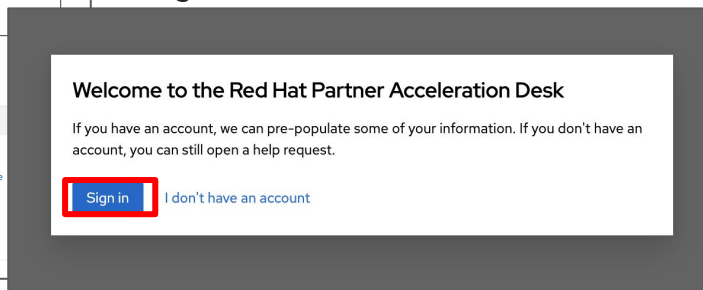 Welcome to the Red Hat Partner Acceleration Desk
If you have an account, we can pre-populate some of your information. If you don't have an
account, you can still open a help request.
Sign in
I don't have an account